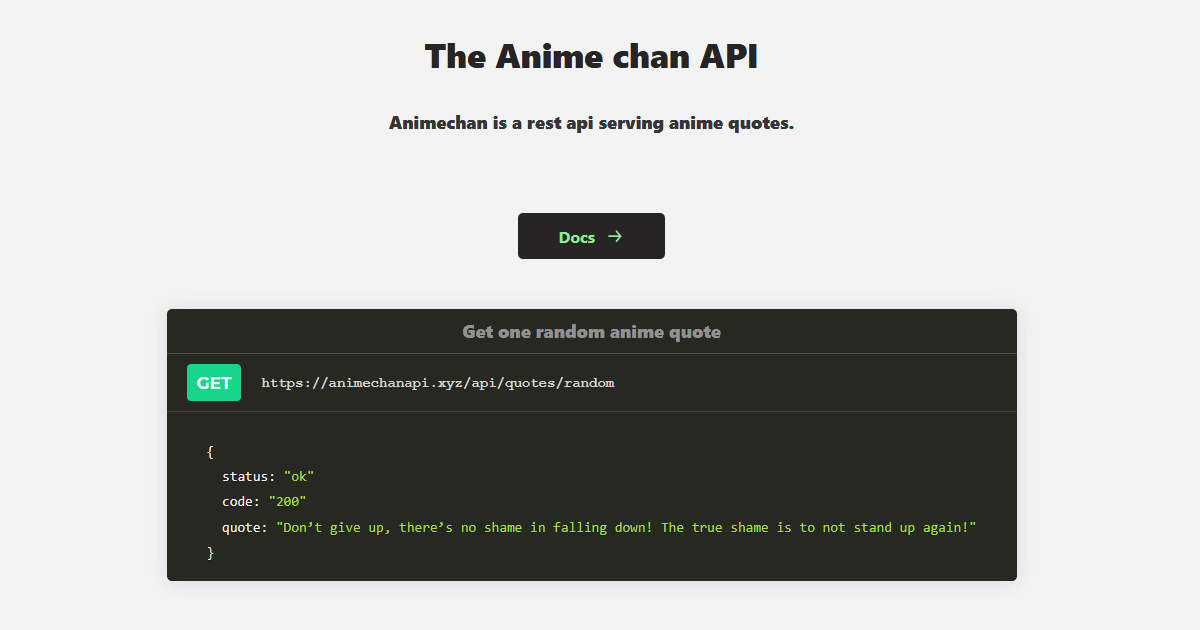 The Anime chan API
Animechan is a rest api serving anime quotes.
Docs →
Get one random anime quote
GET https://animechanapi.xyz/api/quotes/random
{
status: "ok"
code: "200"
quote: "Don’t give up, there’s no shame in falling down! The true shame is to not stand up again!"
}